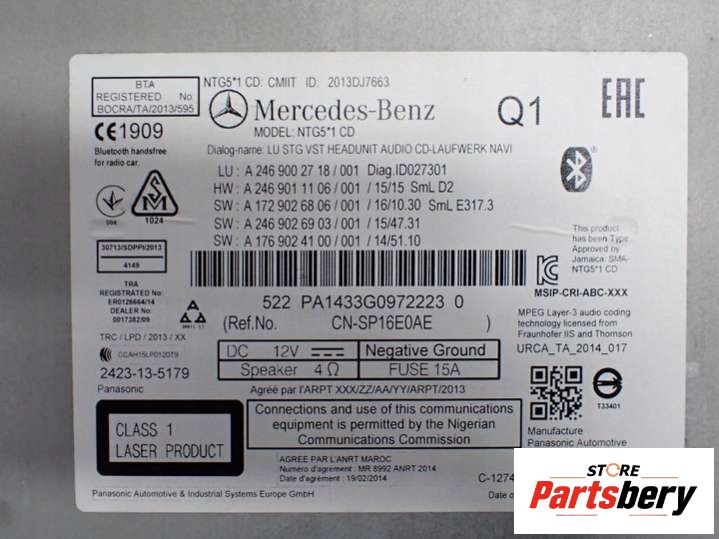 NTG5*1 CD: CMIIT ID: 2013DJ7663
BTA
REGISTERED No:
BOCRA/TA/2013/595
Mercedes-Benz
Q1
EAC
MODEL: NTG5*1 CD
CE1909
Bluetooth handsfree
for radio car.
Dialog-name: LU STG VST HEADUNIT AUDIO CD-LAUFWERK NAVI
LU : A 246 900 27 18 / 001 Diag.ID027301
HW : A 246 901 11 06 / 001 / 15/15 SmL D2
SW : A 172 902 68 06 / 001 / 16/10.30 SmL E317.3
SW : A 246 902 69 03 / 001 / 15/47.31
SW : A 176 902 41 00 / 001 / 14/51.10
1024
30713/SDPPI/2013
4149
This product
has been Type
Approved by
Jamaica: SMA-
NTG5*1 CD
MSIP-CRI-ABC-XXX
TRA
REGISTRATED No:
ER0126664/14
DEALER No:
0017382/09
522 PA1433G0972223 0
(Ref.No. CN-SP16E0AE )
MPEG Layer-3 audio coding
technology licensed from
Fraunhofer IIS and Thomson
URCA_TA_2014_017
TRC / LPD / 2013 / XX
CCAH15LP0120T9
2423-13-5179
Panasonic
DC 12V
Negative Ground
Speaker 4 Ω
FUSE 15A
Agréé par l'ARPT XXX/ZZ/AA/YY/ARPT/2013
T33401
CLASS 1
LASER PRODUCT
Connections and use of this communications
equipment is permitted by the Nigerian
Communications Commission
Manufacture
Panasonic Automotive
AGREE PAR L'ANRT MAROC
Numéro d'agrément : MR 8992 ANRT 2014
Date d'agrément : 19/02/2014
C-1274
Panasonic Automotive & Industrial Systems Europe GmbH
Date o
STORE
Partsbery